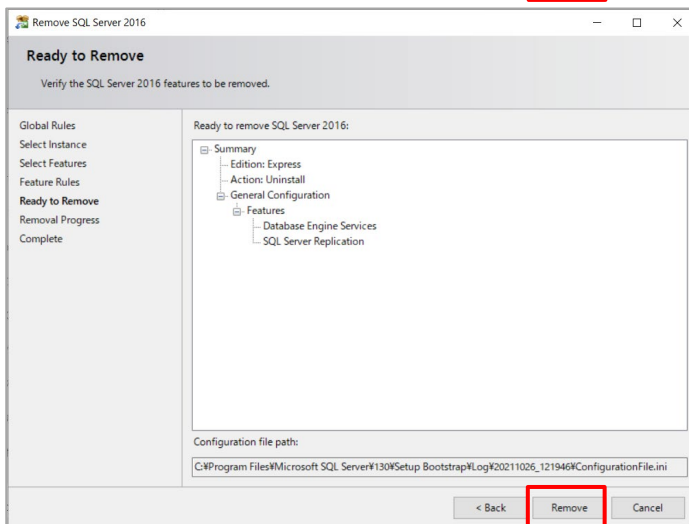 Remove SQL Server 2016
Ready to Remove
Verify the SQL Server 2016 features to be removed.
Global Rules
Select Instance
Select Features
Feature Rules
Ready to Remove
Removal Progress
Complete
Ready to remove SQL Server 2016:
Summary
Edition: Express
Action: Uninstall
General Configuration
Features
Database Engine Services
SQL Server Replication
Configuration file path:
C:¥Program Files¥Microsoft SQL Server¥130¥Setup Bootstrap¥Log¥20211026_121946¥ConfigurationFile.ini
< Back
Remove
Cancel